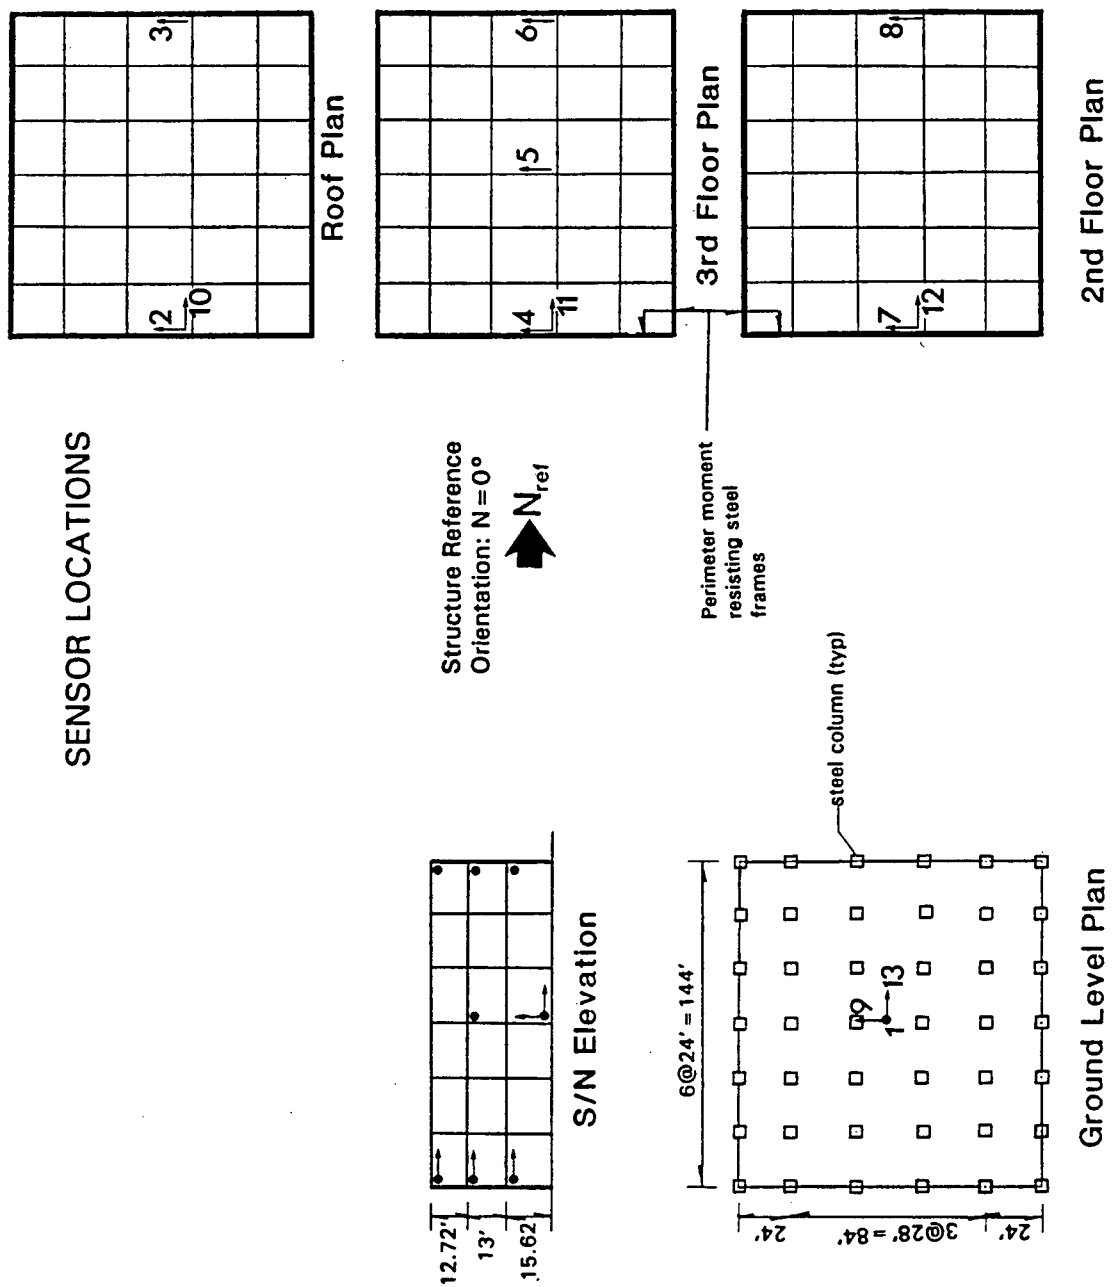 SENSOR LOCATIONS
3
2
10
Roof Plan
Structure Reference
Orientation: N = 0°
N ref
6
5
4
11
3rd Floor Plan
Perimeter moment
resisting steel
frames
8
7
12
2nd Floor Plan
12.72'
13'
15.62'
S/N Elevation
steel column (typ)
6@24' = 144'
24'
3@28' = 84'
24'
9
1
13
Ground Level Plan